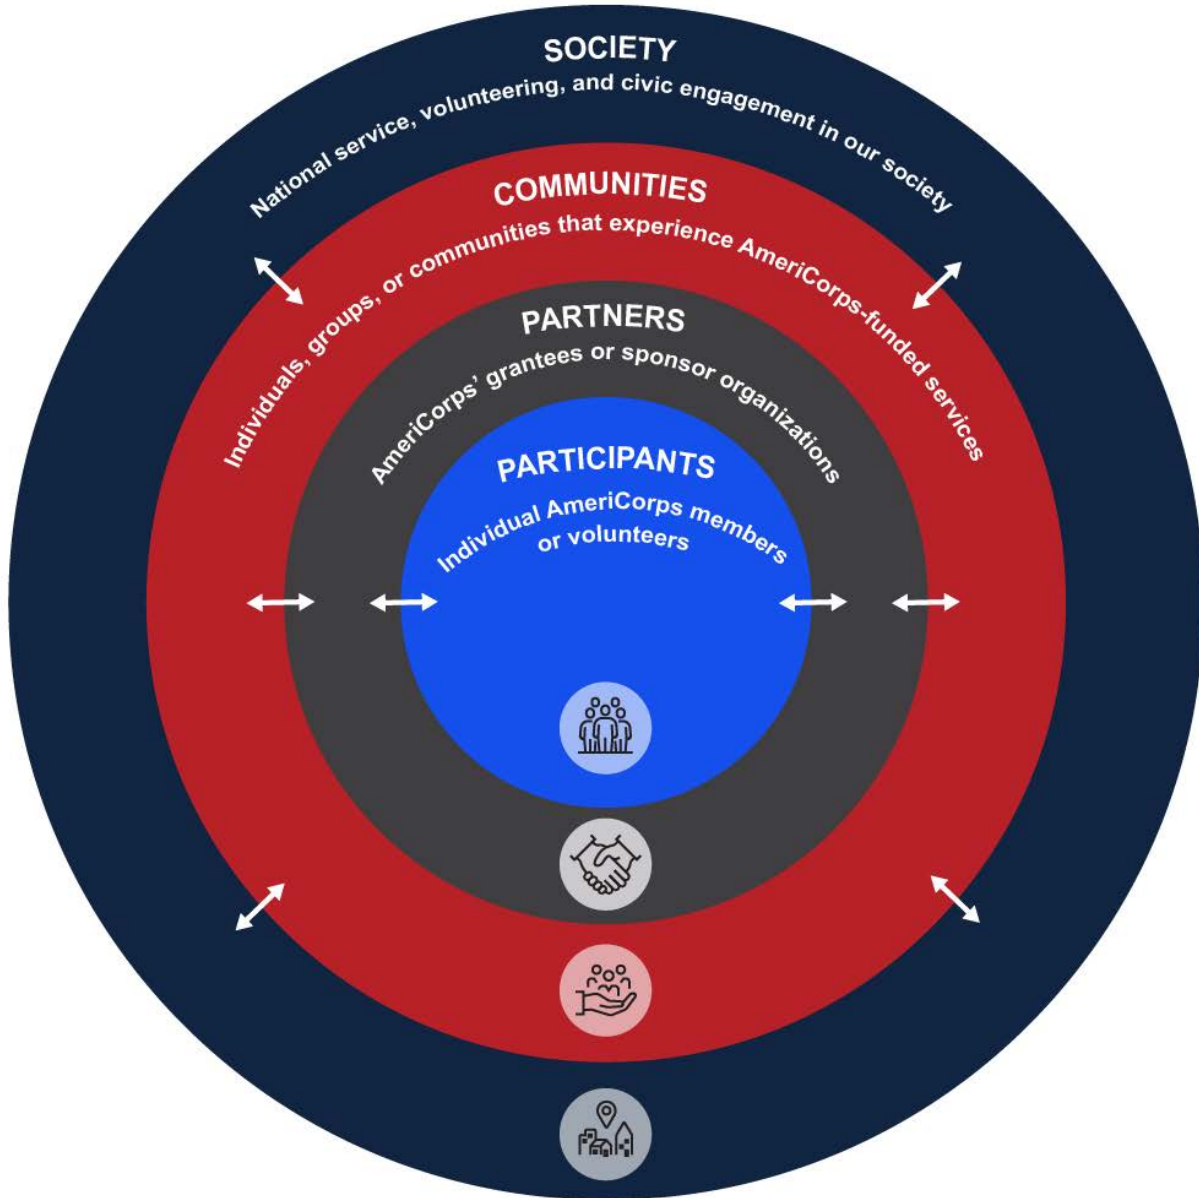 SOCIETY
National service, volunteering, and civic engagement in our society
COMMUNITIES
Individuals, groups, or communities that experience AmeriCorps-funded services
PARTNERS
AmeriCorps’ grantees or sponsor organizations
PARTICIPANTS
Individual AmeriCorps members
or volunteers